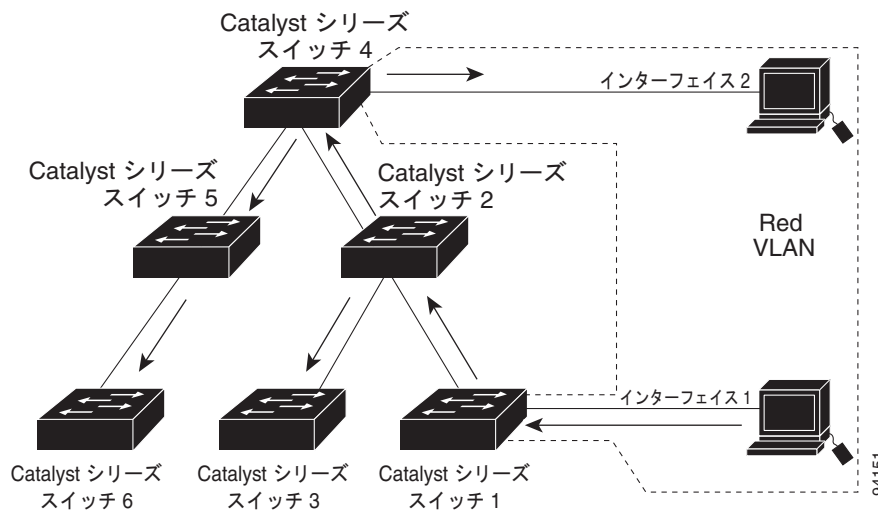 Catalyst シリーズ
スイッチ 4
インターフェイス 2
Catalyst シリーズ
スイッチ 5
Catalyst シリーズ
スイッチ 2
Red
VLAN
インターフェイス 1
Catalyst シリーズ
スイッチ 6
Catalyst シリーズ
スイッチ 3
Catalyst シリーズ
スイッチ 1
94151